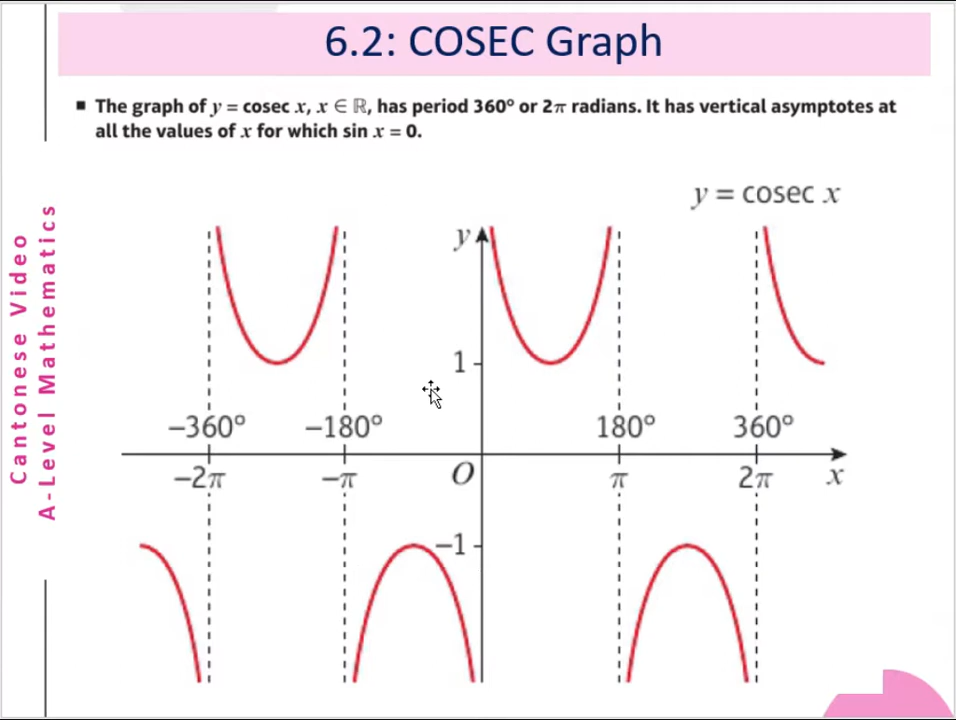 6.2: COSEC Graph
■ The graph of y = cosec x, x ∈ ℝ, has period 360° or 2π radians. It has vertical asymptotes at
all the values of x for which sin x = 0.
Cantonese Video
A-Level Mathematics
y = cosec x
y
1
−360° −180° 180° 360°
−2π −π O π 2π x
−1